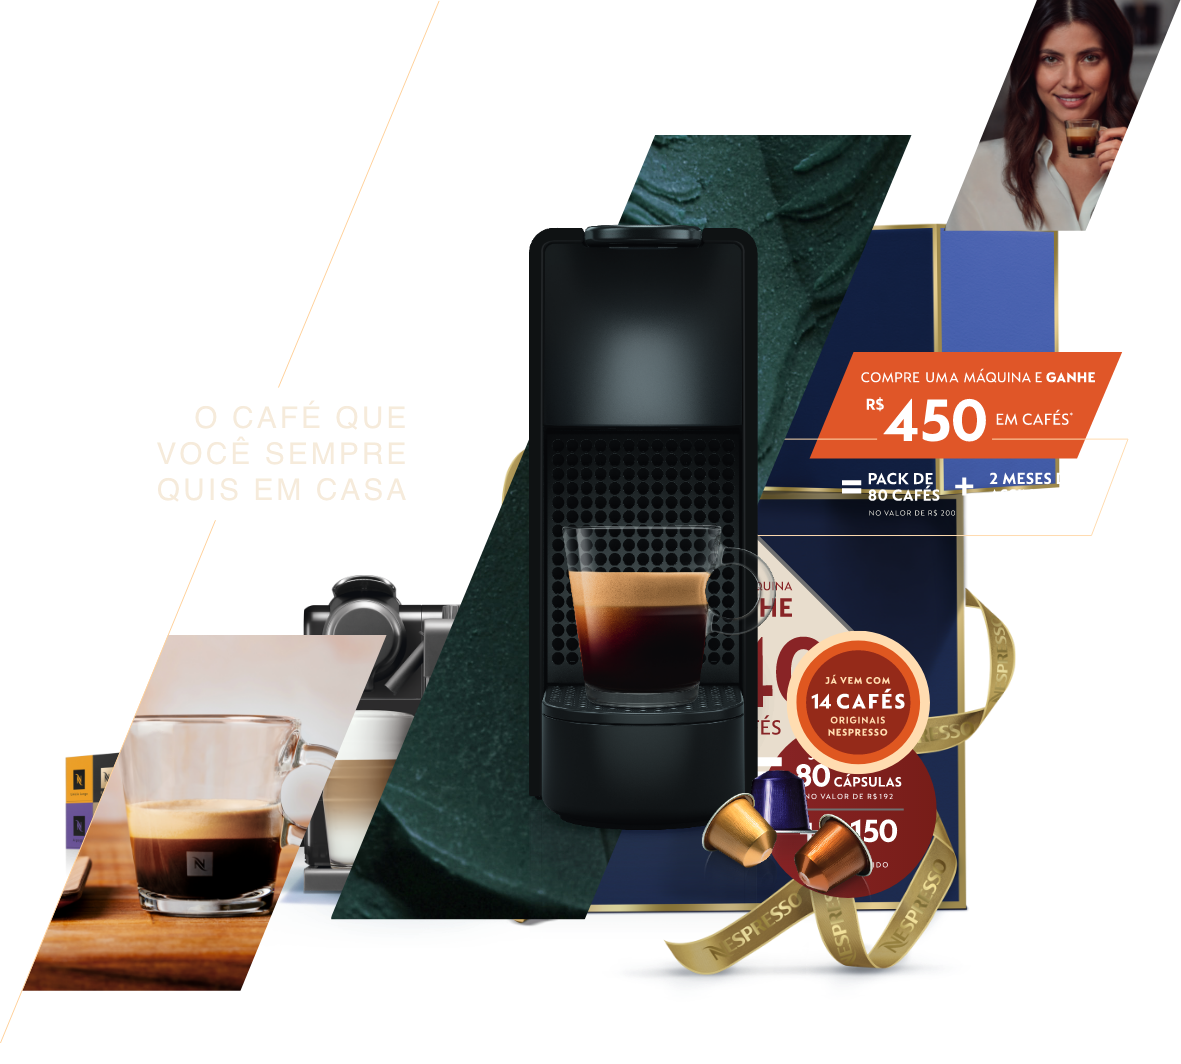 COMPRE UMA MÁQUINA E GANHE
R$ 450 EM CAFÉS*
O CAFÉ QUE
VOCÊ SEMPRE
QUIS EM CASA
= PACK DE
80 CAFÉS
NO VALOR DE R$ 200
+ 2 MESES
JÁ VEM COM
14 CAFÉS
ORIGINAIS
NESPRESSO
80 CÁPSULAS
NO VALOR DE R$192
150
NESPRESSO
NESPRESSO